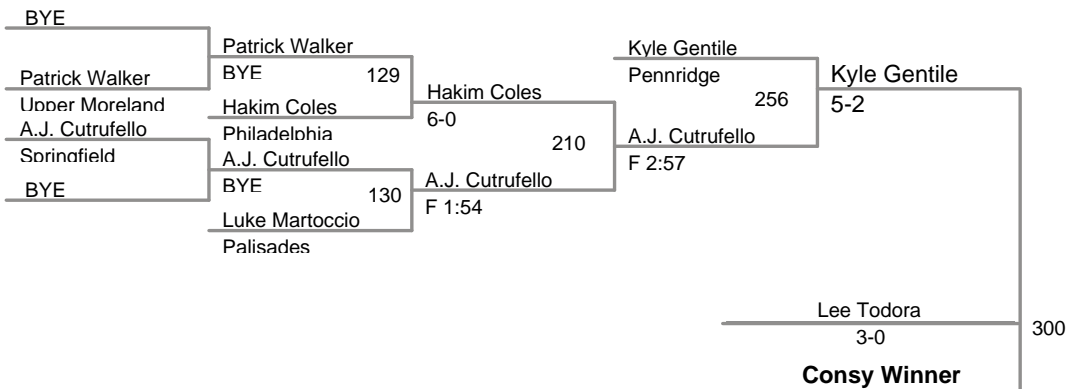 BYE
Patrick Walker
Upper Moreland
A.J. Cutrufello
Springfield
BYE
Patrick Walker
BYE
129
Hakim Coles
Philadelphia
A.J. Cutrufello
BYE
130
Luke Martoccio
Palisades
Hakim Coles
6-0
210
A.J. Cutrufello
F 1:54
Kyle Gentile
Pennridge
256
A.J. Cutrufello
F 2:57
Kyle Gentile
5-2
Lee Todora
3-0
300
Consy Winner